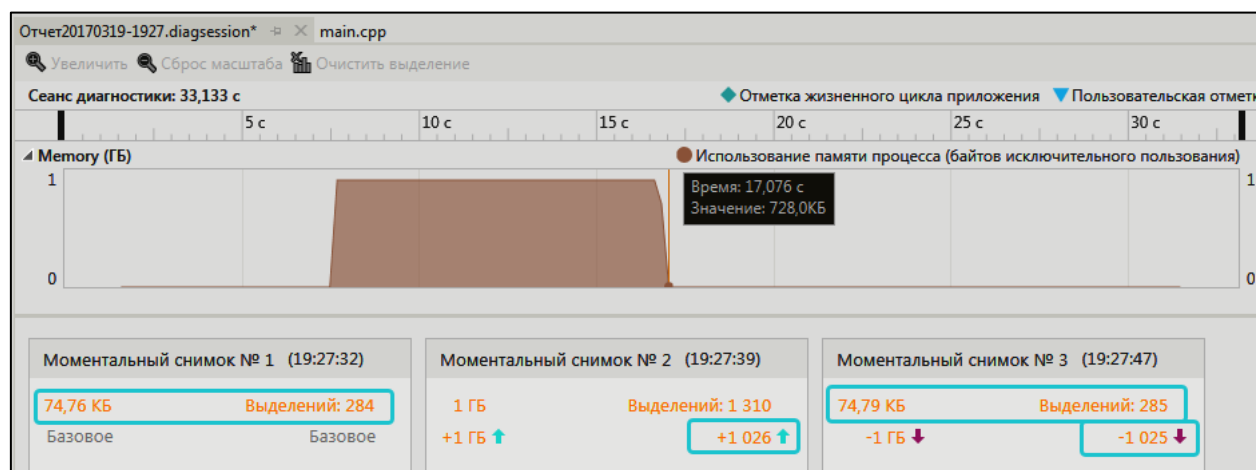 Отчет20170319-1927.diagsession* main.cpp
Увеличить Сброс масштаба Очистить выделение
Сеанс диагностики: 33,133 с Отметка жизненного цикла приложения Пользовательская отметк
5 с 10 с 15 с 20 с 25 с 30 с
Memory (ГБ) Использование памяти процесса (байтов исключительного пользования)
1 1
Время: 17,076 с
Значение: 728,0КБ
0 0
Моментальный снимок № 1 (19:27:32) Моментальный снимок № 2 (19:27:39) Моментальный снимок № 3 (19:27:47)
74,76 КБ Выделений: 284 1 ГБ Выделений: 1 310 74,79 КБ Выделений: 285
Базовое Базовое +1 ГБ +1 026 -1 ГБ -1 025